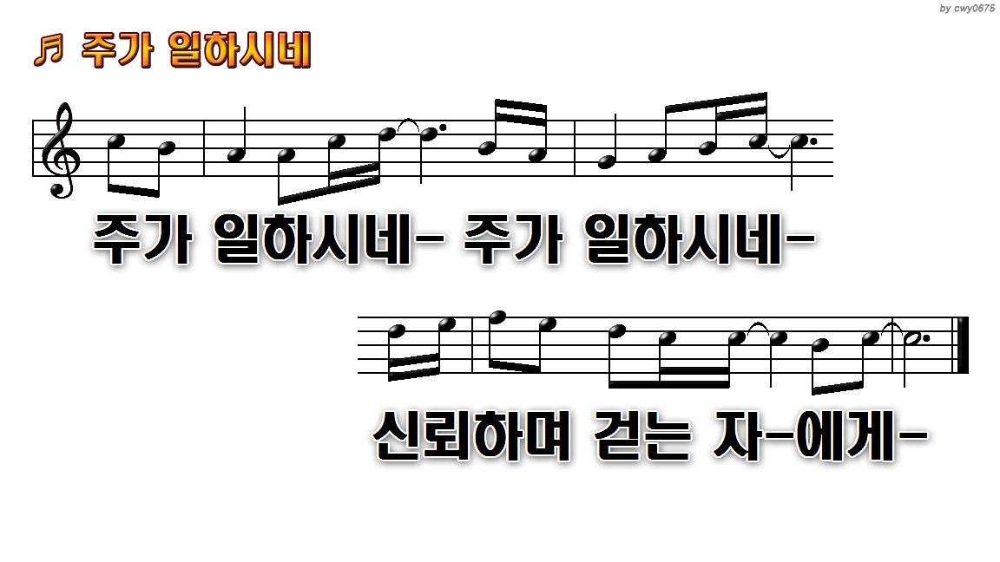 by cwy0675
주가 일하시네
주가 일하시네- 주가 일하시네-
신뢰하며 걷는 자-에게-